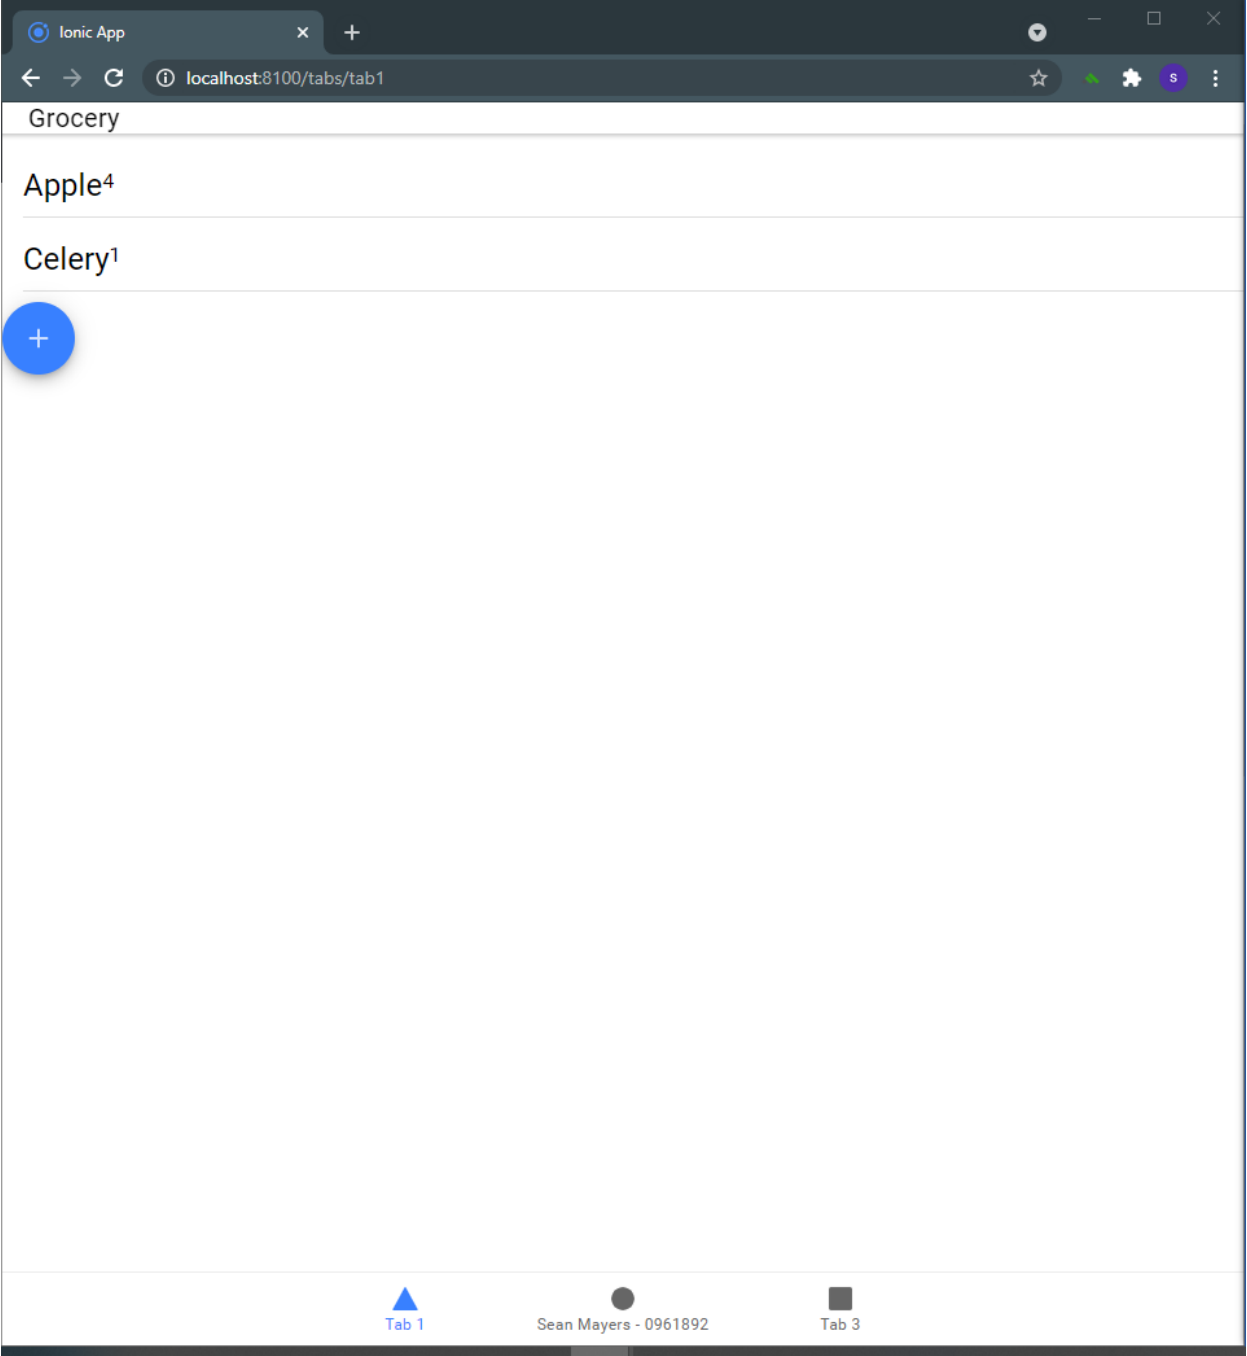 Ionic App
localhost:8100/tabs/tab1
s
Grocery
Apple4
Celery1
Tab 1
Sean Mayers - 0961892
Tab 3